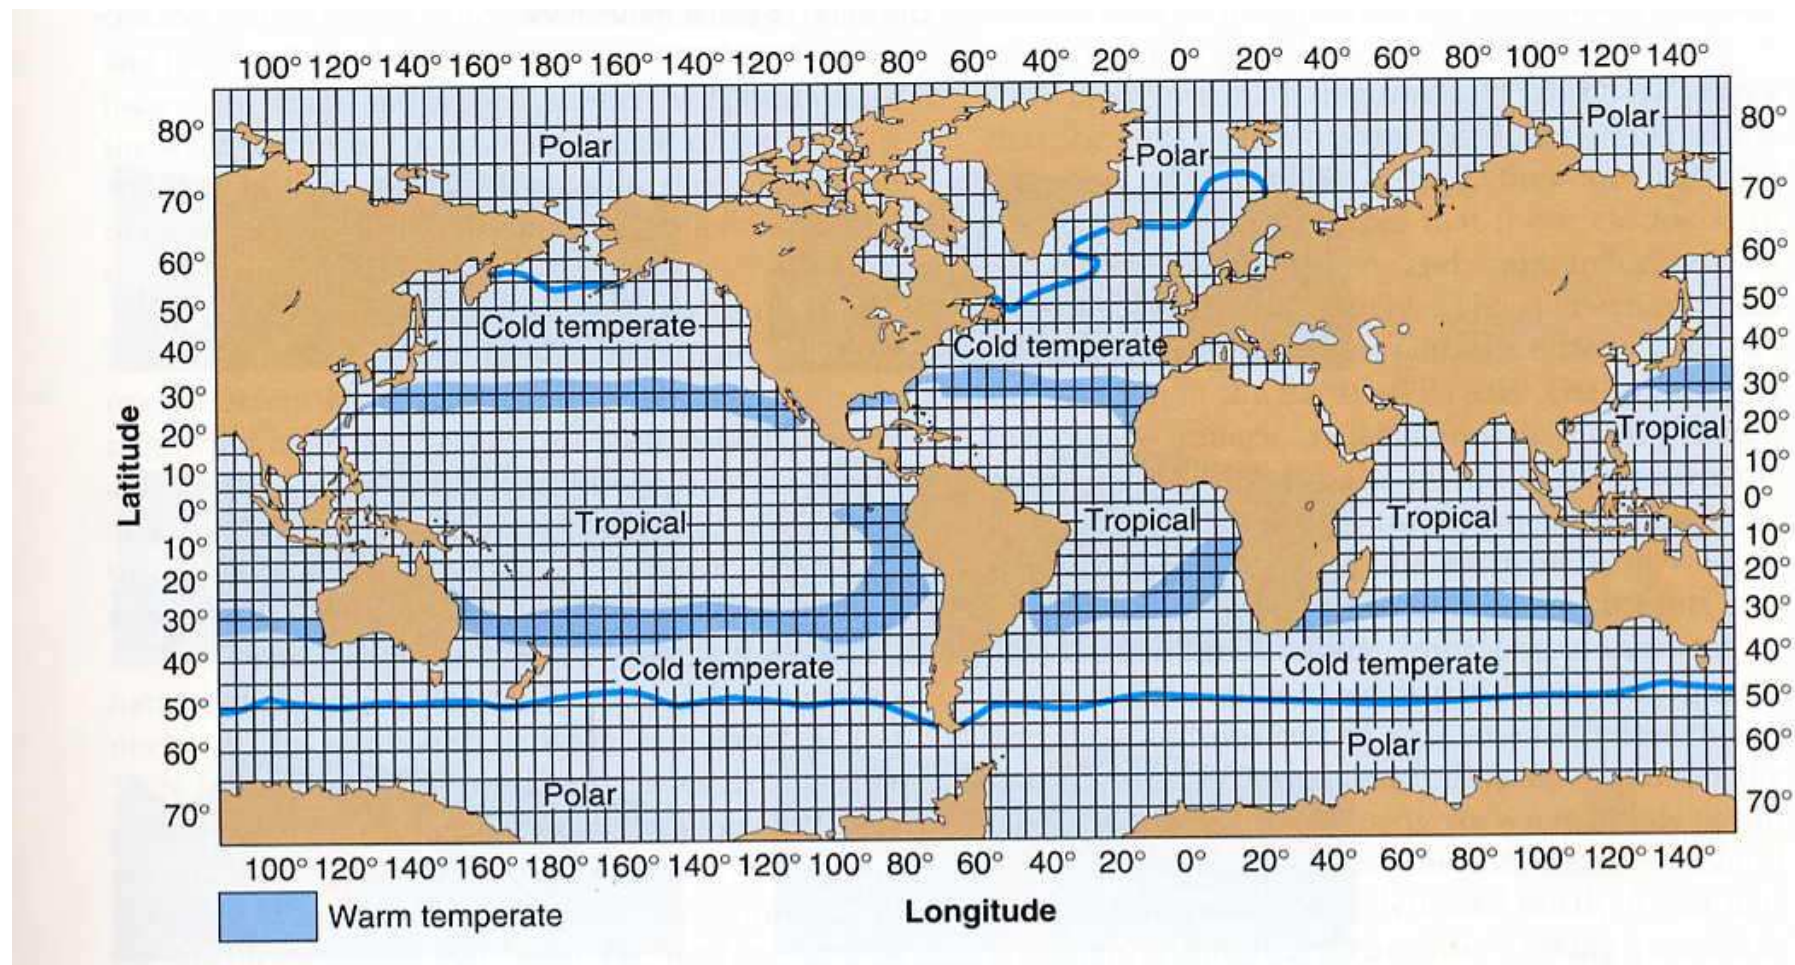 100° 120° 140° 160° 180° 160° 140° 120° 100° 80° 60° 40° 20° 0° 20° 40° 60° 80° 100° 120° 140°
80° Polar Polar Polar 80°
70° 70°
60° 60°
50° Cold temperate 50°
40° Cold temperate 40°
30° 30°
20° Tropical 20°
10° 10°
0° Tropical Tropical Tropical 0°
10° 10°
20° 20°
30° 30°
40° Cold temperate Cold temperate 40°
50° 50°
60° Polar 60°
70° Polar 70°
Latitude
100° 120° 140° 160° 180° 160° 140° 120° 100° 80° 60° 40° 20° 0° 20° 40° 60° 80° 100° 120° 140°
Warm temperate
Longitude